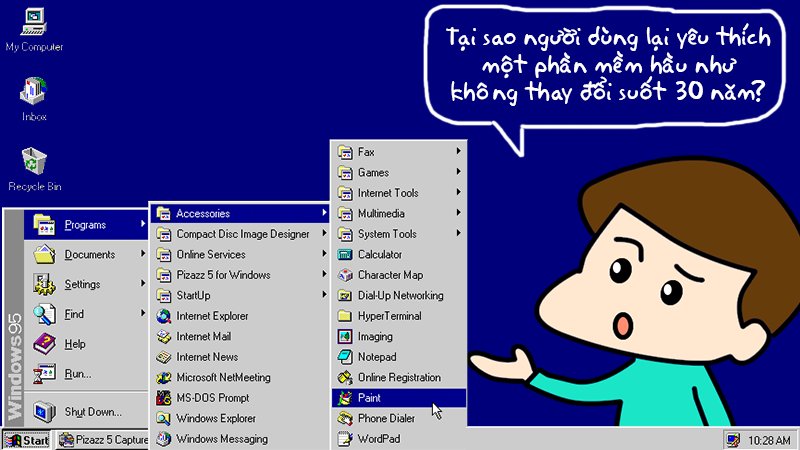 My Computer
Inbox
Recycle Bin
Tại sao người dùng lại yêu thích
một phần mềm hầu như
không thay đổi suốt 30 năm?
Windows95
Programs
Documents
Settings
Find
Help
Run...
Shut Down...
Accessories
Compact Disc Image Designer
Online Services
Pizazz 5 for Windows
StartUp
Internet Explorer
Internet Mail
Internet News
Microsoft NetMeeting
MS-DOS Prompt
Windows Explorer
Windows Messaging
Fax
Games
Internet Tools
Multimedia
System Tools
Calculator
Character Map
Dial-Up Networking
HyperTerminal
Imaging
Notepad
Online Registration
Paint
Phone Dialer
WordPad
Start
Pizazz 5 Capture
10:28 AM